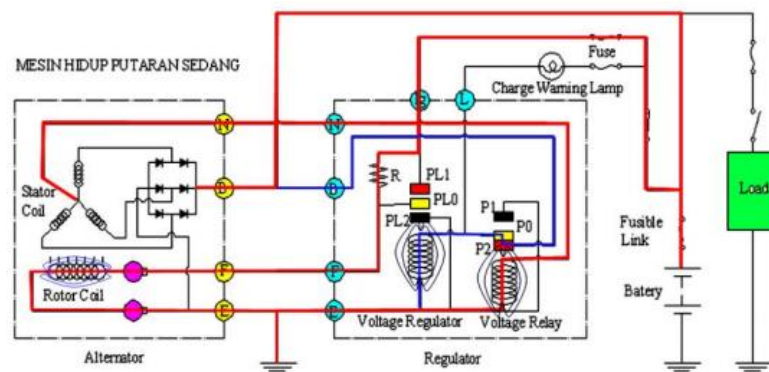 MESIN HIDUP PUTARAN SEDANG
Fuse
Charge Warning Lamp
IG
L
N
N
Stator
Coil
B
B
R
PL1
PL0
PL2
P1
P0
P2
Load
Fusible
Link
F
F
Rotor Coil
E
E
Voltage Regulator
Voltage Relay
Batery
Alternator
Regulator